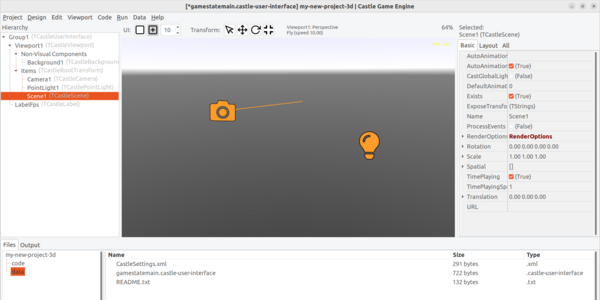 [*gamestatemain.castle-user-interface] my-new-project-3d | Castle Game Engine
Project Design Edit Viewport Code Run Data Help
Hierarchy
Group1 (TCastleUserInterface)
Viewport1 (TCastleViewport)
Non-Visual Components
Background1 (TCastleBackground
Items (TCastleRootTransform)
Camera1 (TCastleCamera)
PointLight1 (TCastlePointLight)
Scene1 (TCastleScene)
LabelFps (TCastleLabel)
UI: 10 Transform: Viewport1: Perspective
Fly (speed 10.00)
64%
Selected:
Scene1 (TCastleScene)
Basic Layout All
AutoAnimation
AutoAnimation (True)
CastGlobalLigh (False)
DefaultAnimat 0
Exists (True)
ExposeTransfor (TStrings)
Name Scene1
ProcessEvents (False)
RenderOptions RenderOptions
Rotation 0.00 0.00 0.00 0.00
Scale 1.00 1.00 1.00
Spatial []
TimePlaying (True)
TimePlayingSp 1
Translation 0.00 0.00 0.00
URL
Files Output
my-new-project-3d
code
data
Name Size Type
CastleSettings.xml 291 bytes .xml
gamestatemain.castle-user-interface 722 bytes .castle-user-interface
README.txt 132 bytes .txt